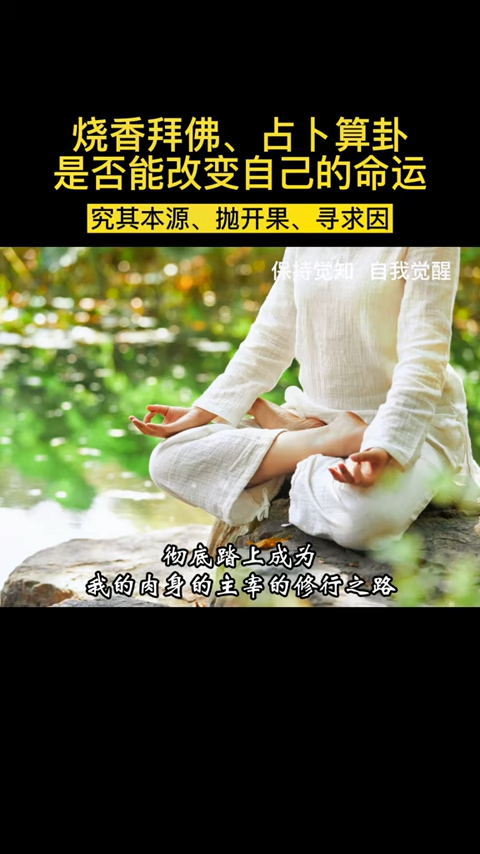 烧香拜佛、占卜算卦
是否能改变自己的命运
究其本源、抛开果、寻求因
保持觉知 自我觉醒
彻底踏上成为
我的肉身的主宰的修行之路